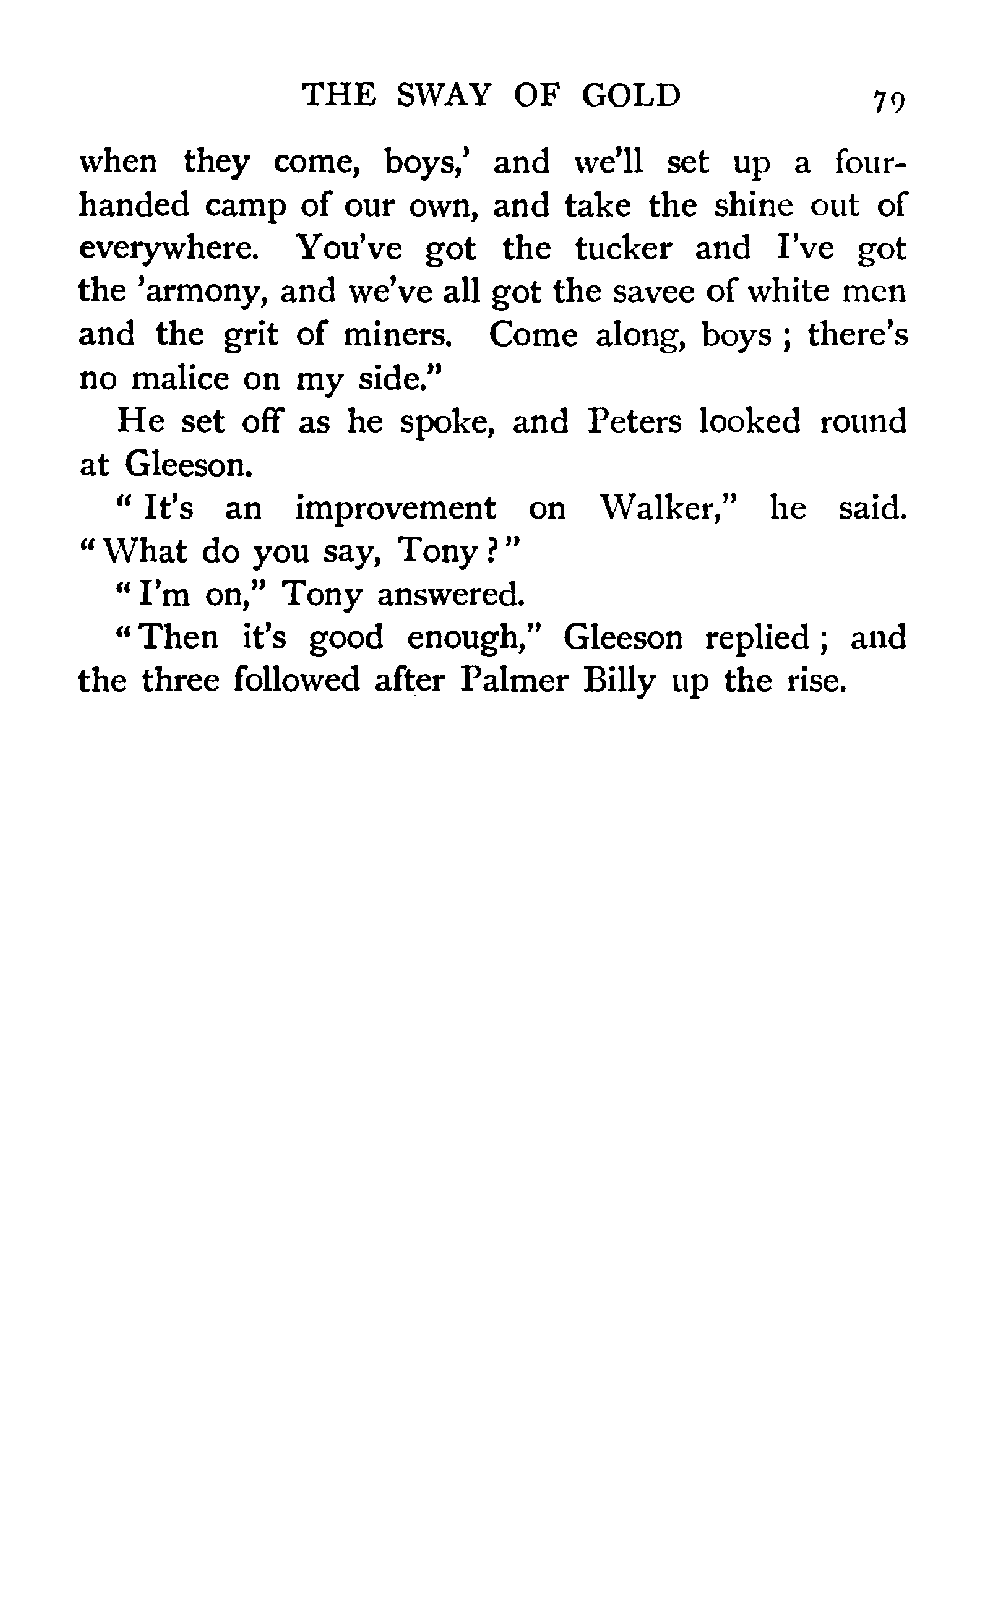 THE SWAY OF GOLD 79
when they come, boys,' and we'll set up a four-
handed camp of our own, and take the shine out of
everywhere. You've got the tucker and I've got
the 'armony, and we've all got the savee of white men
and the grit of miners. Come along, boys ; there's
no malice on my side."
He set off as he spoke, and Peters looked round
at Gleeson.
" It's an improvement on Walker," he said.
" What do you say, Tony ? "
" I'm on," Tony answered.
" Then it's good enough," Gleeson replied ; and
the three followed after Palmer Billy up the rise.